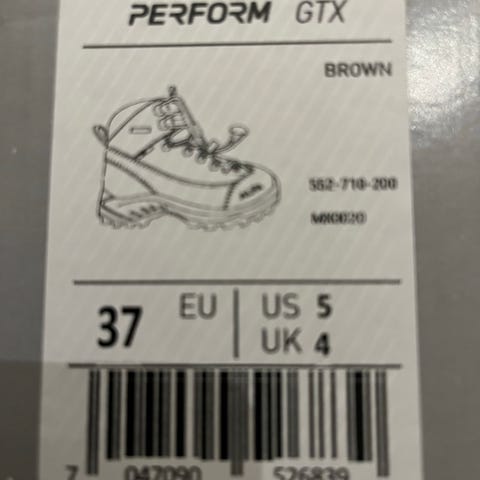 PERFORM GTX
BROWN
552-710-200
37 EU US 5
UK 4
7 047090 526839